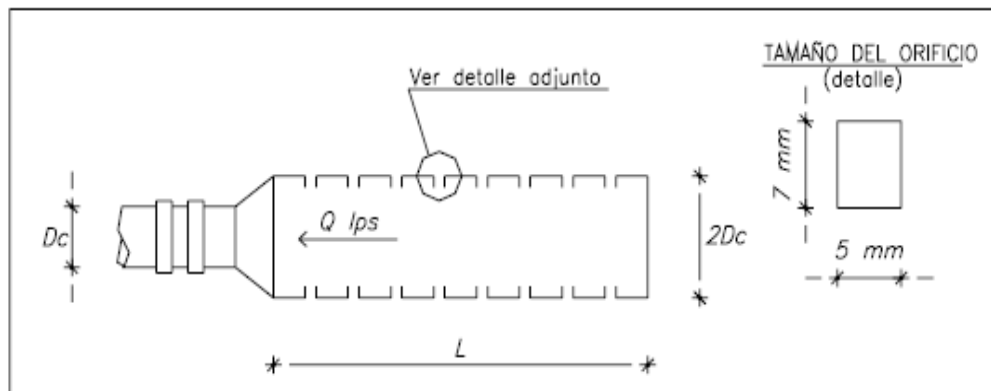 TAMAÑO DEL ORIFICIO
(detalle)
Ver detalle adjunto
7 mm
Dc
Q lps
2Dc
5 mm
L